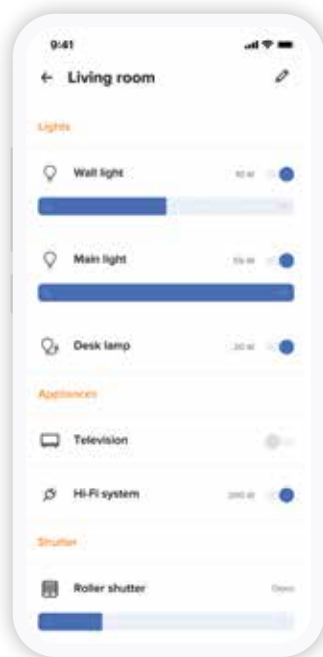 9:41
Living room
Lights
Wall light
Main light
Desk lamp
Appliances
Television
Hi-Fi system
Shutter
Roller shutter